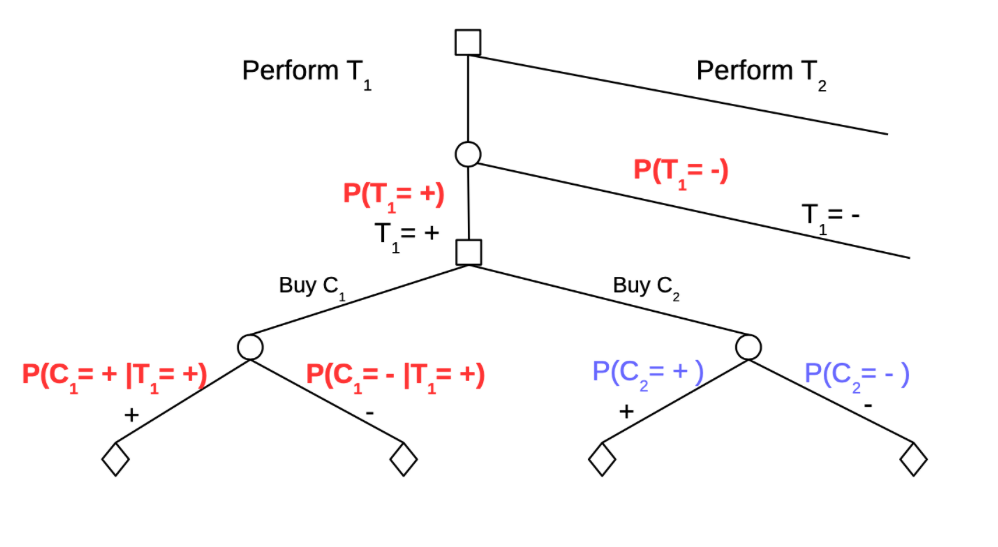 Perform T₁
Perform T₂
P(T₁= -)
P(T₁= +)
T₁= -
T₁= +
Buy C₁
Buy C₂
P(C₁= + |T₁= +)
P(C₁= - |T₁= +)
P(C₂= + )
P(C₂= - )
+
-
+
-